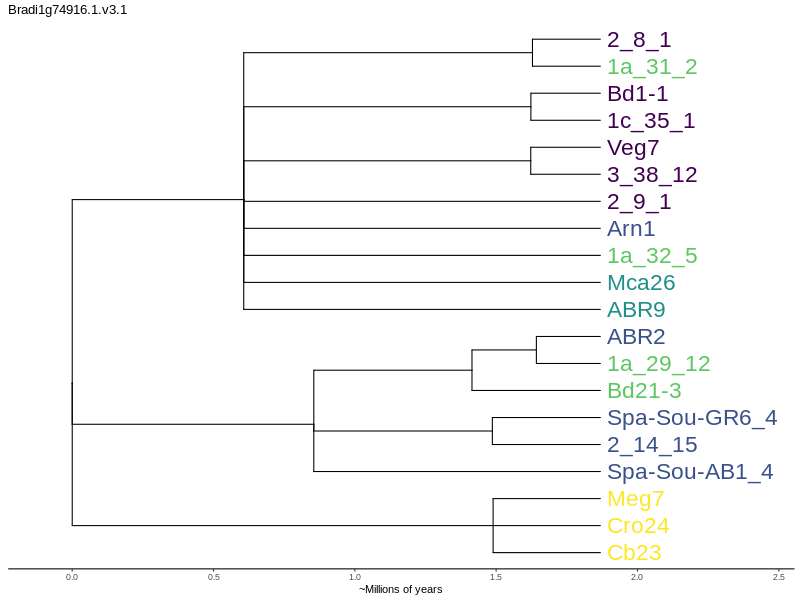 Bradi1g74916.1.v3.1
2_8_1
1a_31_2
Bd1-1
1c_35_1
Veg7
3_38_12
2_9_1
Arn1
1a_32_5
Mca26
ABR9
ABR2
1a_29_12
Bd21-3
Spa-Sou-GR6_4
2_14_15
Spa-Sou-AB1_4
Meg7
Cro24
Cb23
0.0 0.5 1.0 1.5 2.0 2.5
~Millions of years